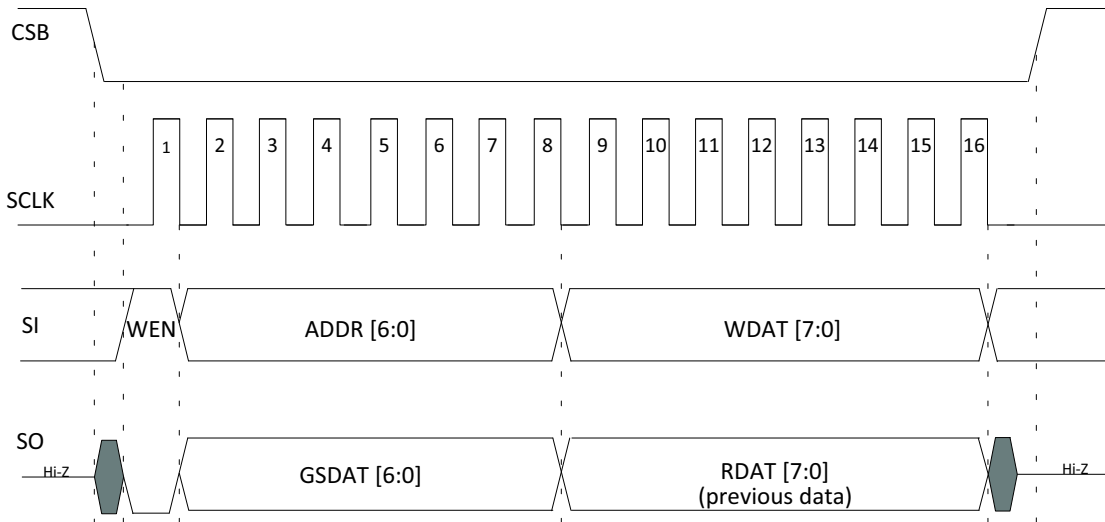 CSB
1 2 3 4 5 6 7 8 9 10 11 12 13 14 15 16
SCLK
SI
WEN
ADDR [6:0]
WDAT [7:0]
SO
Hi-Z
GSDAT [6:0]
RDAT [7:0]
(previous data)
Hi-Z